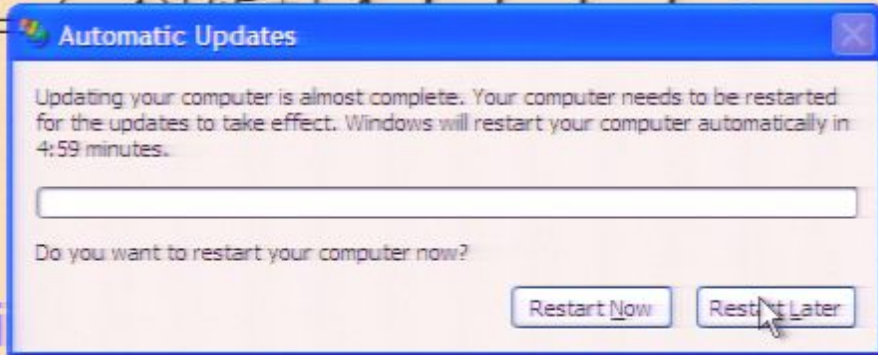 Automatic Updates
Updating your computer is almost complete. Your computer needs to be restarted
for the updates to take effect. Windows will restart your computer automatically in
4:59 minutes.
Do you want to restart your computer now?
Restart Now
Restart Later